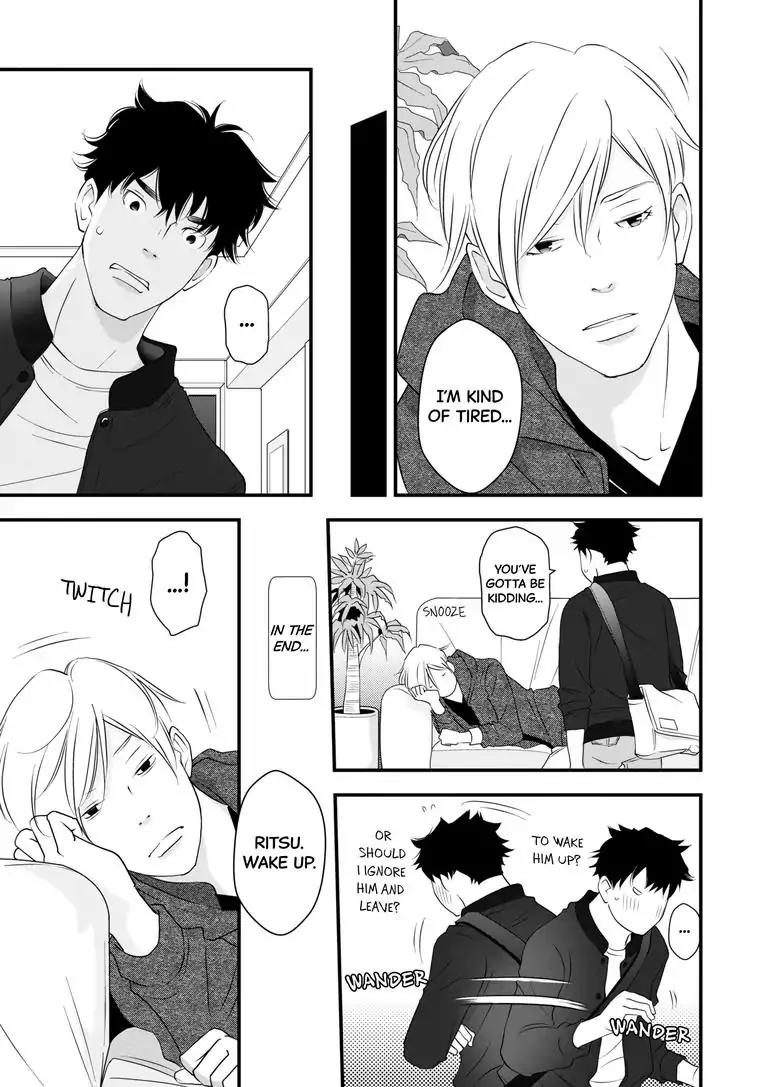 I'M KIND
OF TIRED...
...
YOU'VE
GOTTA BE
KIDDING...
SNOOZE
TO WAKE
HIM UP?
...
OR
SHOULD
I IGNORE
HIM AND
LEAVE?
WANDER
WANDER
IN THE
END...
RITSU.
WAKE UP.
...!
TWITCH